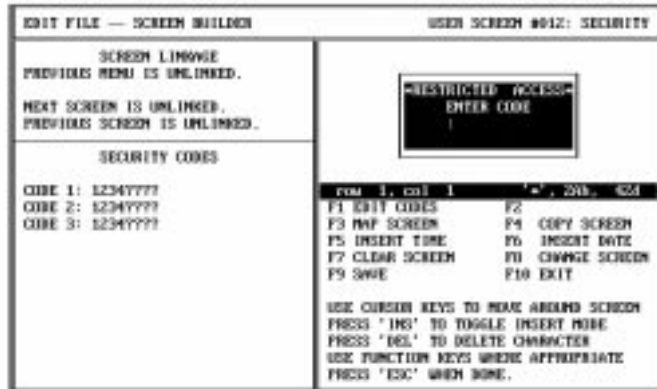 EDIT FILE -- SCREEN BUILDER
USER SCREEN #012: SECURITY
SCREEN LINKAGE
PREVIOUS MENU IS UNLINKED.
NEXT SCREEN IS UNLINKED.
PREVIOUS SCREEN IS UNLINKED.
SECURITY CODES
CODE 1: 1234????
CODE 2: 1234????
CODE 3: 1234????
*RESTRICTED ACCESS*
ENTER CODE
row 1, col 1 '*', 2Ah, 42d
F1 EDIT CODES F2
F3 MAP SCREEN F4 COPY SCREEN
F5 INSERT TIME F6 INSERT DATE
F7 CLEAR SCREEN F8 CHANGE SCREEN
F9 SAVE F10 EXIT
USE CURSOR KEYS TO MOVE AROUND SCREEN
PRESS 'INS' TO TOGGLE INSERT MODE
PRESS 'DEL' TO DELETE CHARACTER
USE FUNCTION KEYS WHERE APPROPRIATE
PRESS 'ESC' WHEN DONE.